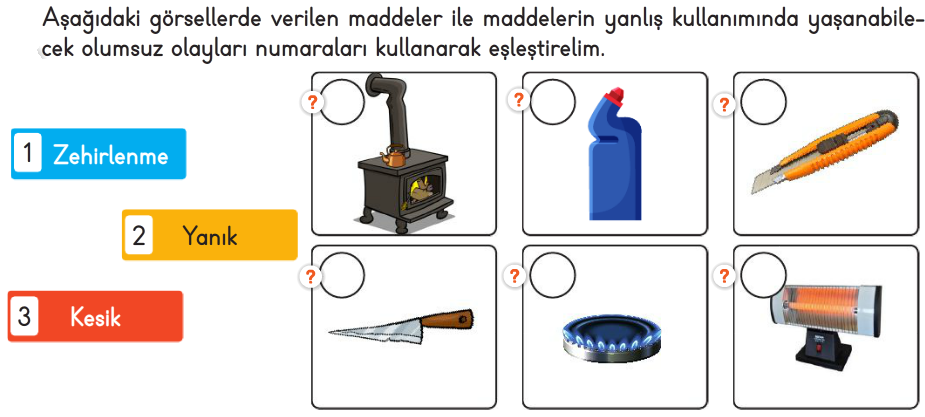 Aşağıdaki görsellerde verilen maddeler ile maddelerin yanlış kullanımında yaşanabile-
cek olumsuz olayları numaraları kullanarak eşleştirelim.
?
?
?
1 Zehirlenme
2 Yanık
?
?
?
3 Kesik